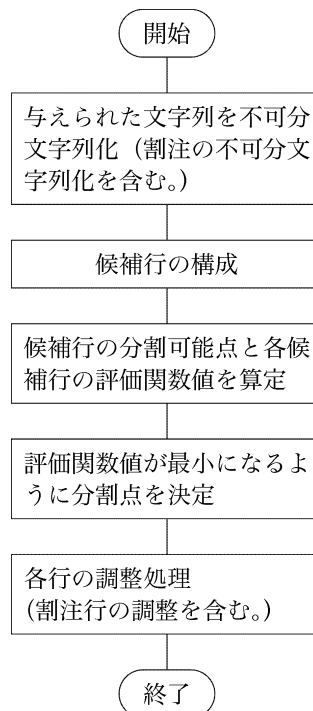 開始
与えられた文字列を不可分
文字列化（割注の不可分文
字列化を含む。）
候補行の構成
候補行の分割可能点と各候
補行の評価関数値を算定
評価関数値が最小になるよ
うに分割点を決定
各行の調整処理
(割注行の調整を含む。)
終了